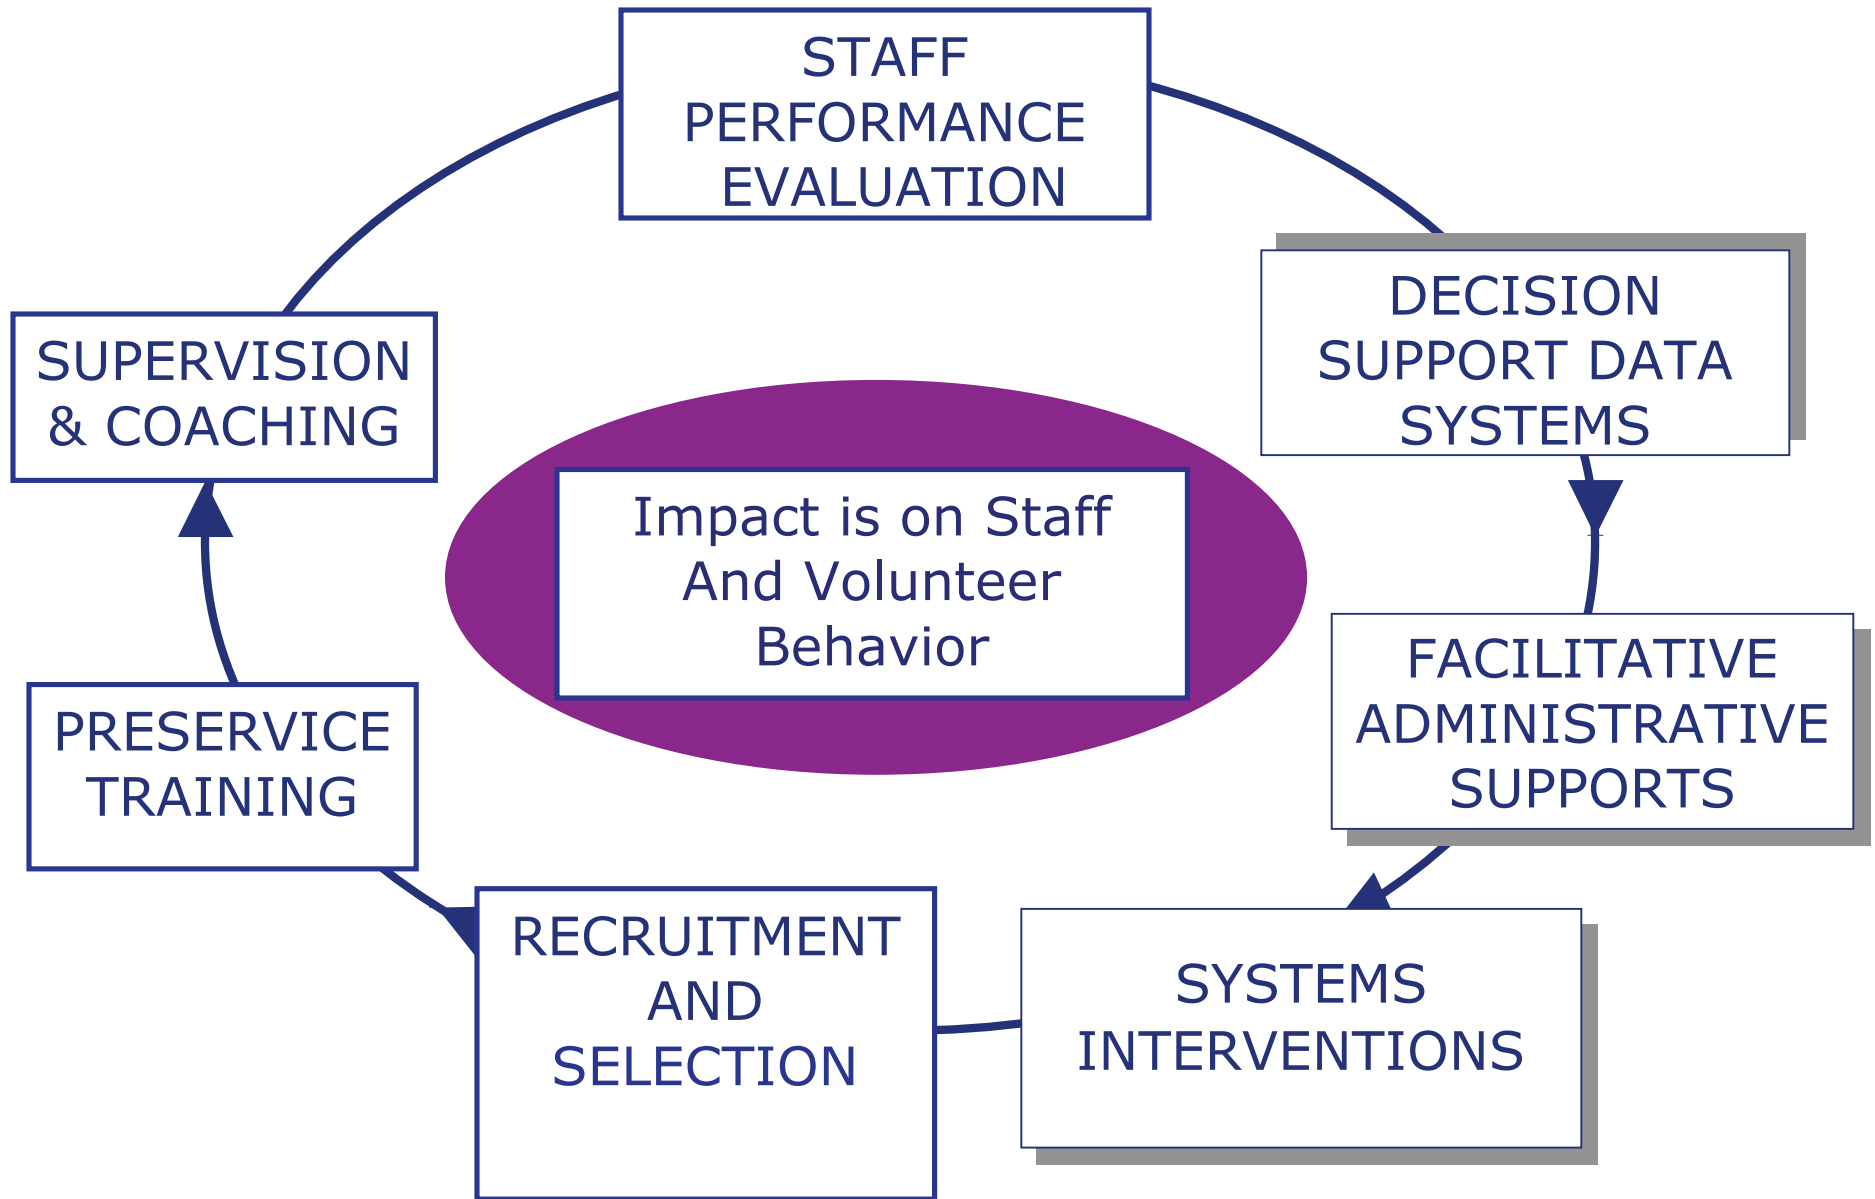 STAFF
PERFORMANCE
EVALUATION
DECISION
SUPPORT DATA
SYSTEMS
SUPERVISION
& COACHING
Impact is on Staff
And Volunteer
Behavior
FACILITATIVE
ADMINISTRATIVE
SUPPORTS
PRESERVICE
TRAINING
RECRUITMENT
AND
SELECTION
SYSTEMS
INTERVENTIONS